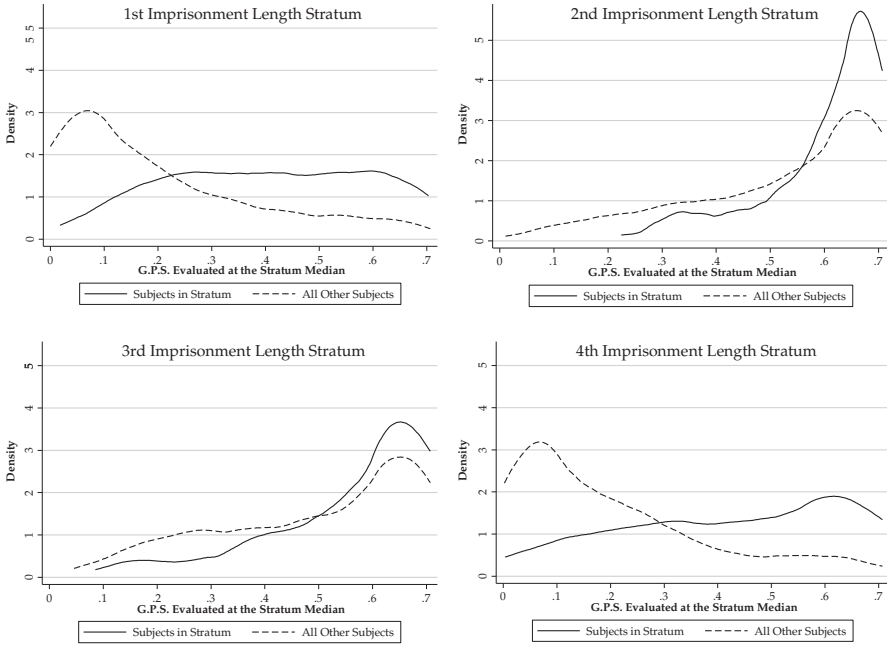 1st Imprisonment Length Stratum
Density
5
5
4
3
2
1
0
0 .1 .2 .3 .4 .5 .6 .7
G.P.S. Evaluated at the Stratum Median
Subjects in Stratum All Other Subjects
2nd Imprisonment Length Stratum
Density
5
4
3
2
1
0
0 .1 .2 .3 .4 .5 .6 .7
G.P.S. Evaluated at the Stratum Median
Subjects in Stratum All Other Subjects
3rd Imprisonment Length Stratum
Density
5
4
3
2
1
0
0 .1 .2 .3 .4 .5 .6 .7
G.P.S. Evaluated at the Stratum Median
Subjects in Stratum All Other Subjects
4th Imprisonment Length Stratum
Density
5
4
3
2
1
0
0 .1 .2 .3 .4 .5 .6 .7
G.P.S. Evaluated at the Stratum Median
Subjects in Stratum All Other Subjects